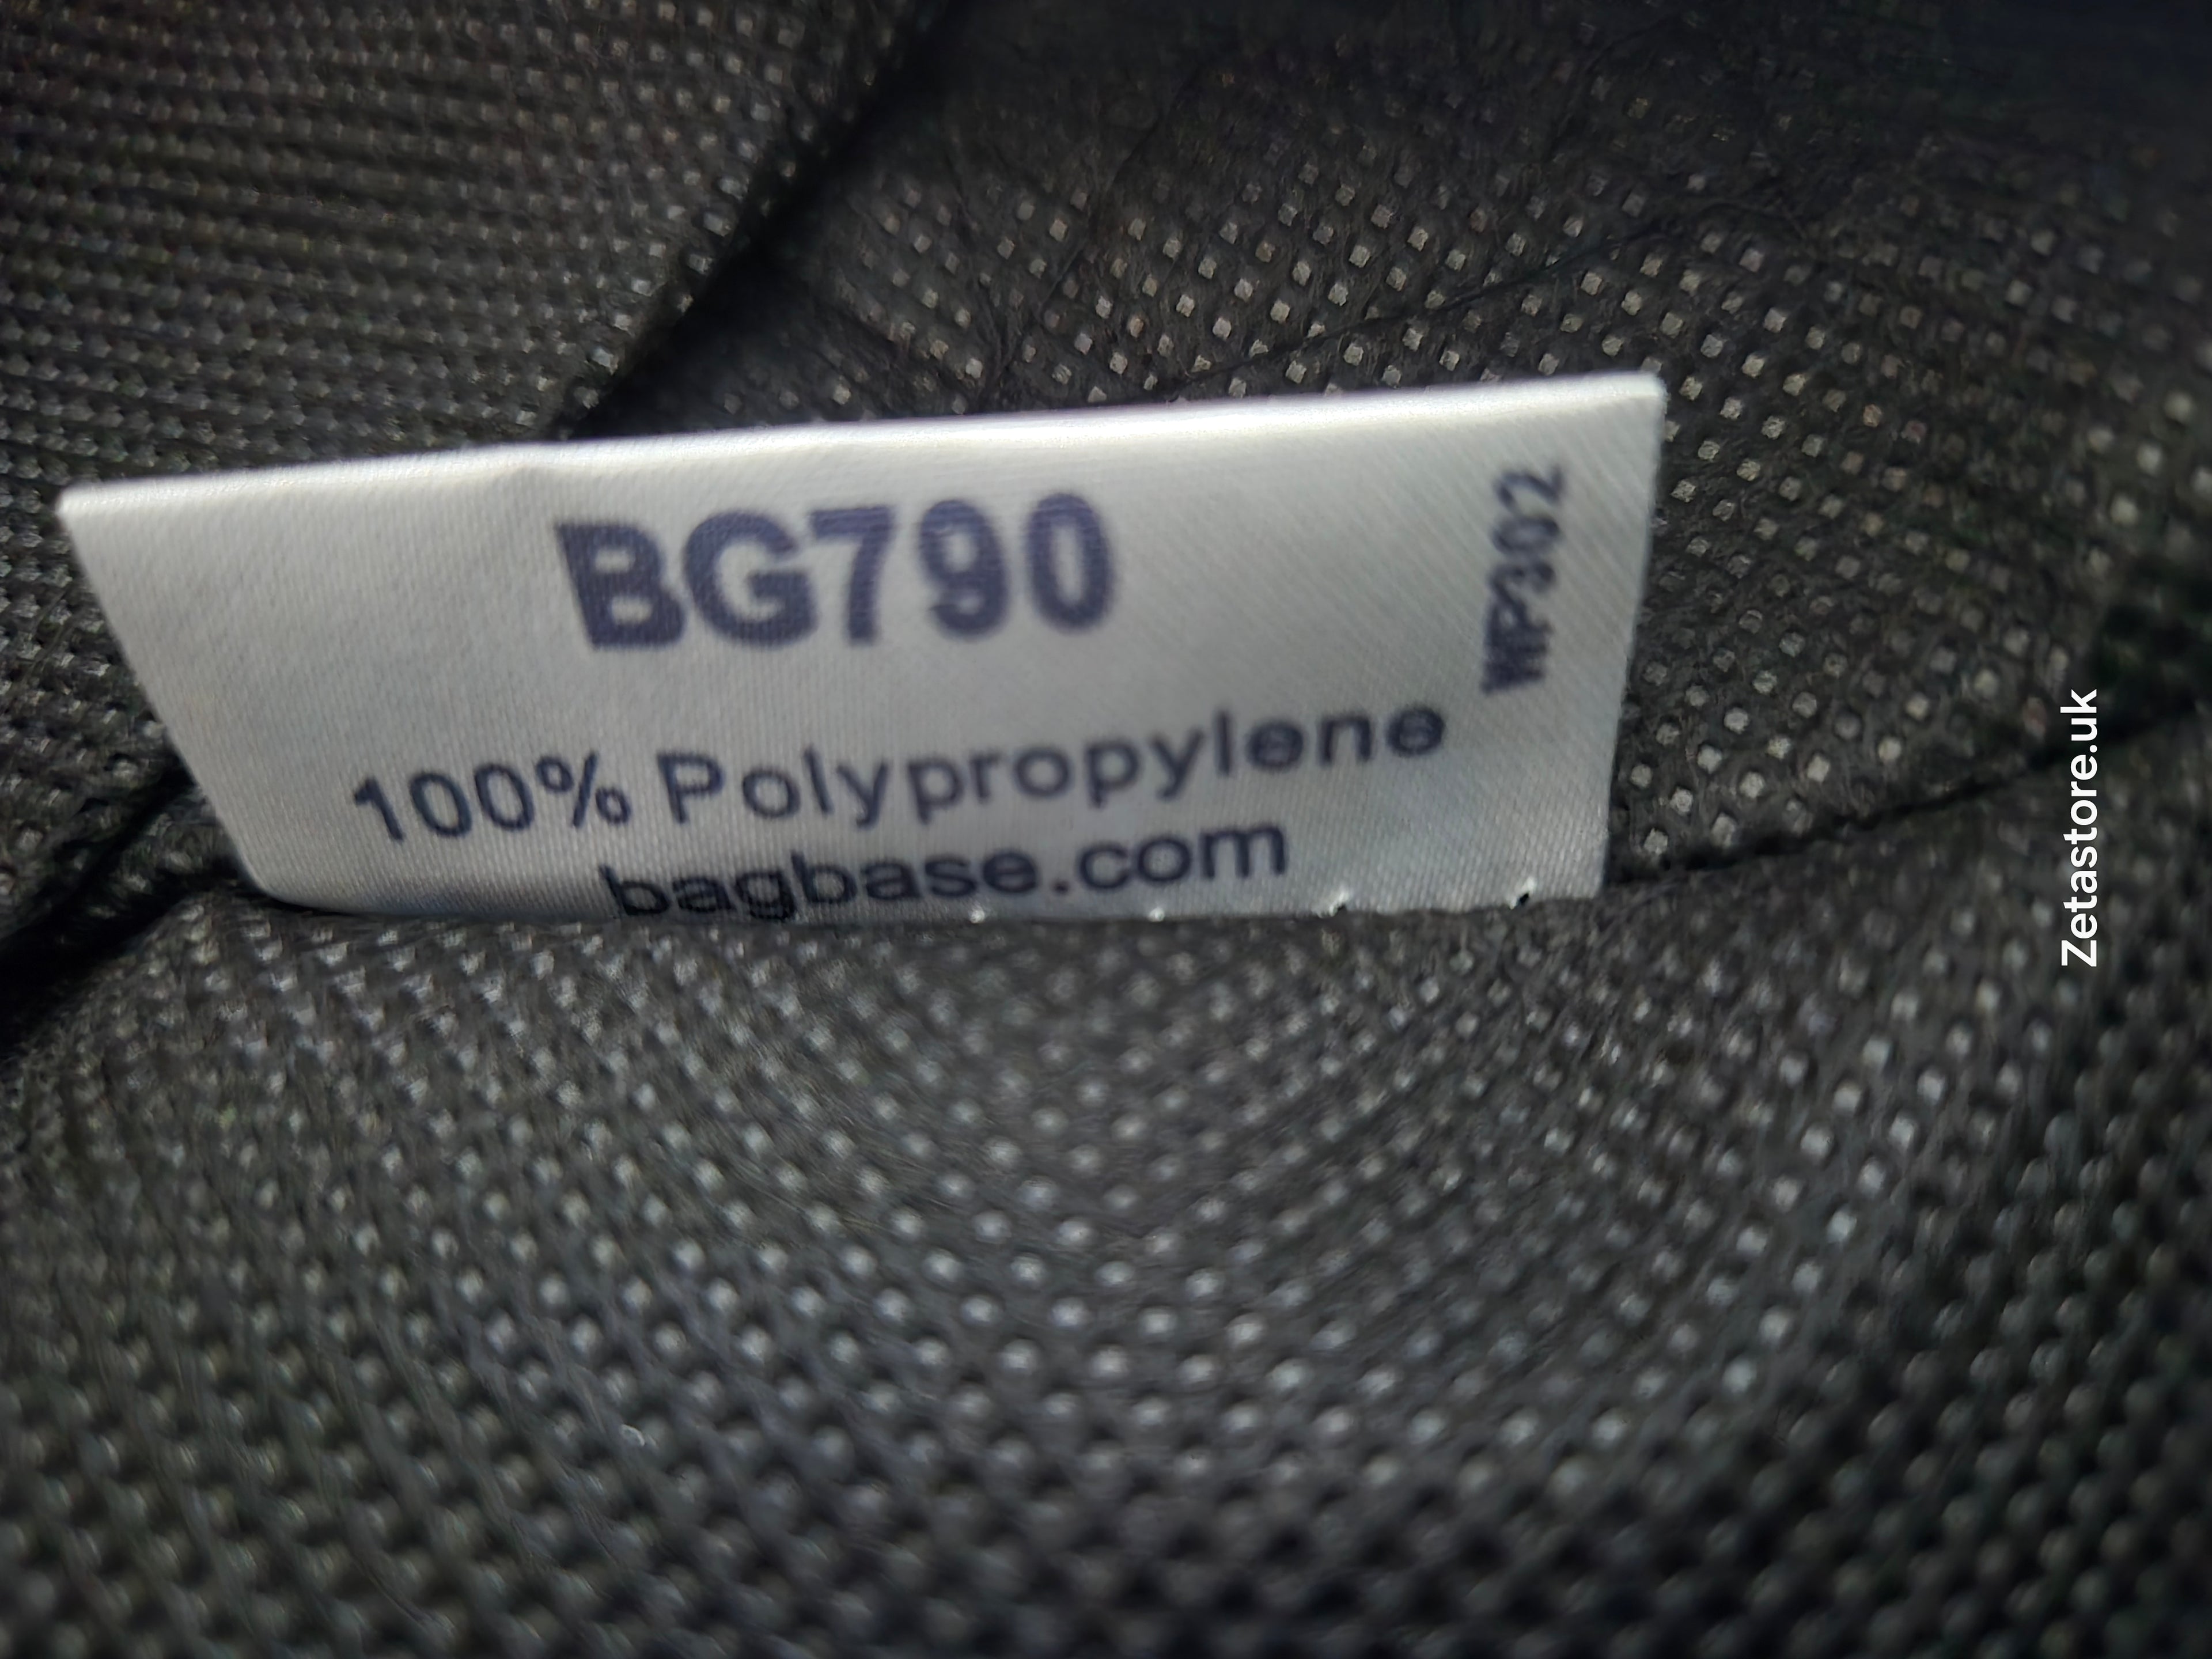 BG790
WP302
100% Polypropylene
bagbase.com
Zetastore.uk